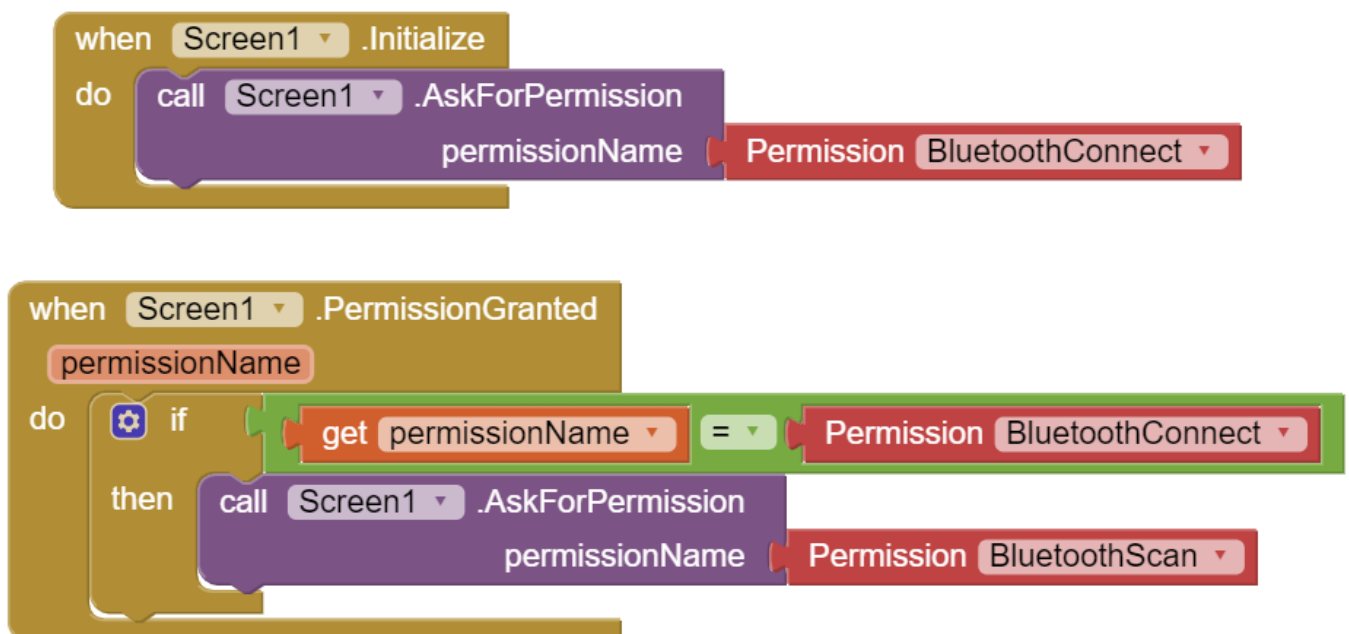 when Screen1 .Initialize
do call Screen1 .AskForPermission
permissionName Permission BluetoothConnect
when Screen1 .PermissionGranted
permissionName
do if get permissionName = Permission BluetoothConnect
then call Screen1 .AskForPermission
permissionName Permission BluetoothScan